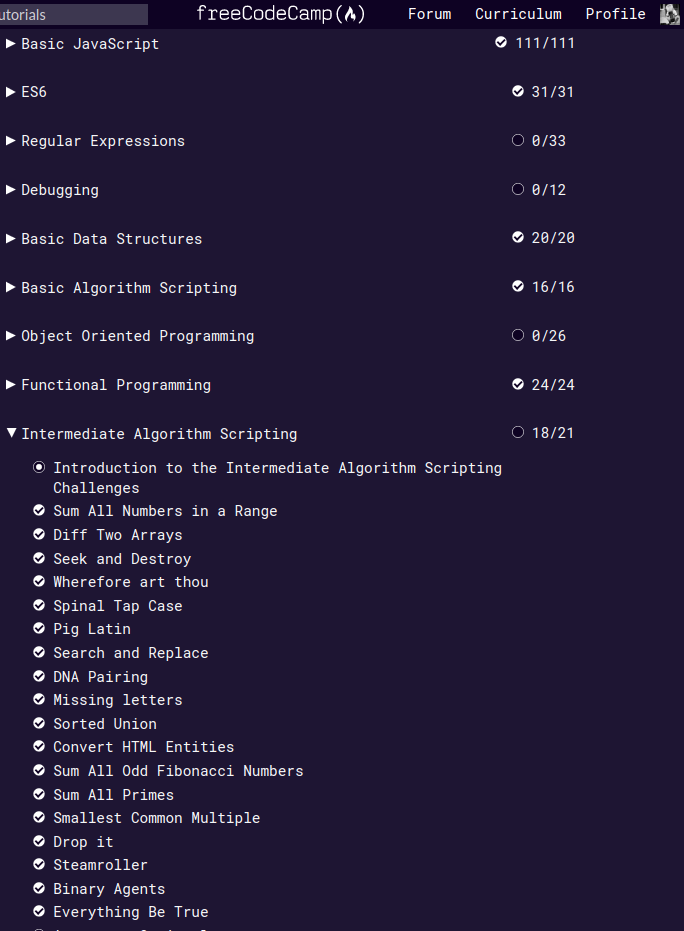 utorials
freeCodeCamp
Forum Curriculum Profile
Basic JavaScript 111/111
ES6 31/31
Regular Expressions 0/33
Debugging 0/12
Basic Data Structures 20/20
Basic Algorithm Scripting 16/16
Object Oriented Programming 0/26
Functional Programming 24/24
Intermediate Algorithm Scripting 18/21
Introduction to the Intermediate Algorithm Scripting
Challenges
Sum All Numbers in a Range
Diff Two Arrays
Seek and Destroy
Wherefore art thou
Spinal Tap Case
Pig Latin
Search and Replace
DNA Pairing
Missing letters
Sorted Union
Convert HTML Entities
Sum All Odd Fibonacci Numbers
Sum All Primes
Smallest Common Multiple
Drop it
Steamroller
Binary Agents
Everything Be True